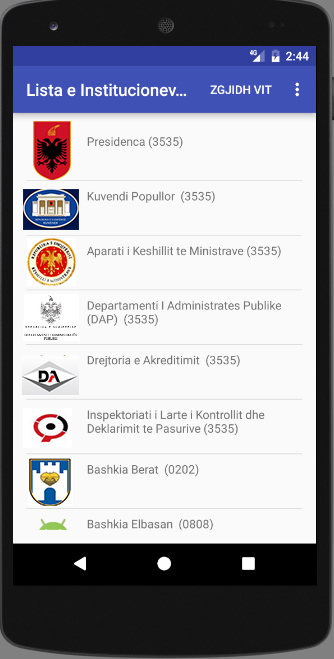 4G 2:44
Lista e Institucionev… ZGJIDH VIT
Presidenca (3535)
Kuvendi Popullor (3535)
Aparati i Keshillit te Ministrave (3535)
Departamenti I Administrates Publike
(DAP) (3535)
Drejtoria e Akreditimit (3535)
DA
Inspektoriati i Larte i Kontrollit dhe
Deklarimit te Pasurive (3535)
Bashkia Berat (0202)
Bashkia Elbasan (0808)